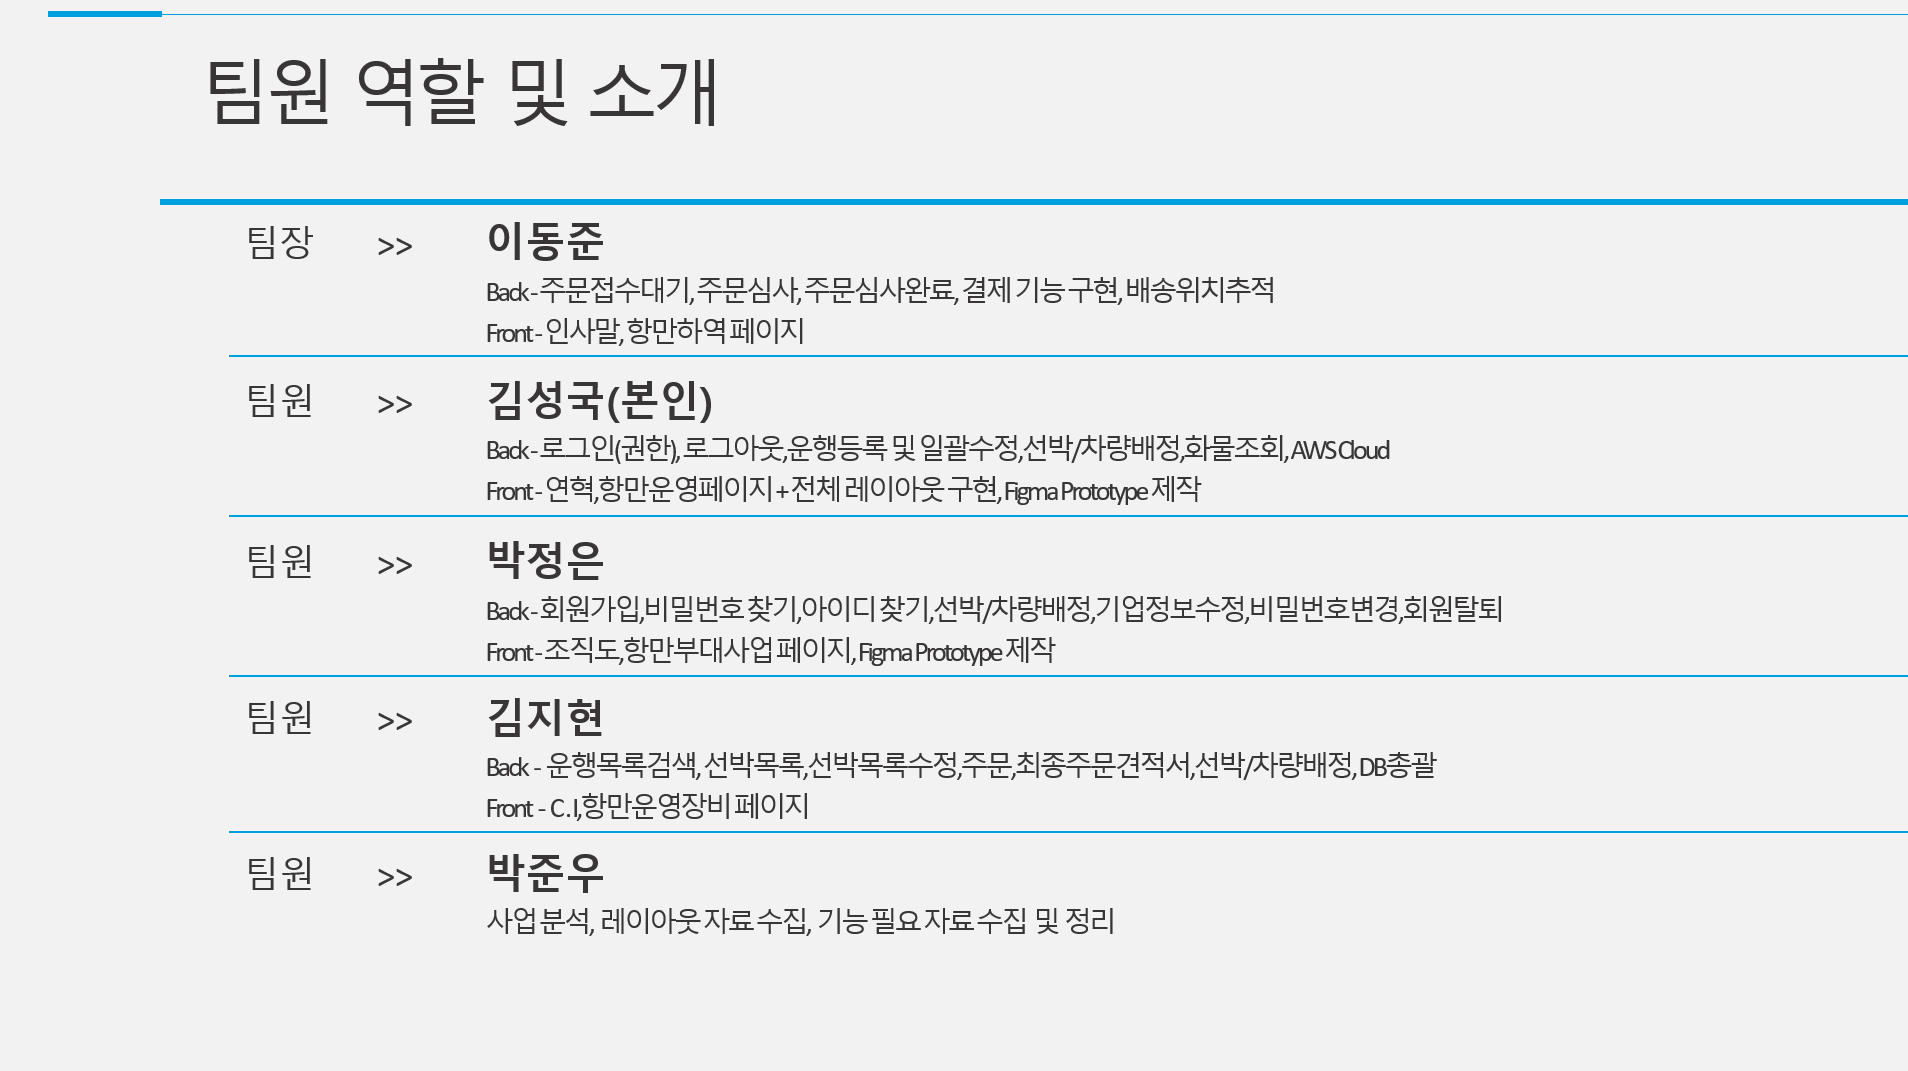 팀원 역할 및 소개
팀장 >> 이동준
Back - 주문접수대기, 주문심사, 주문심사완료, 결제 기능 구현, 배송위치추적
Front - 인사말, 항만하역 페이지
팀원 >> 김성국(본인)
Back - 로그인(권한), 로그아웃,운행등록 및 일괄수정,선박/차량배정,화물조회, AWS Cloud
Front - 연혁,항만운영페이지 + 전체 레이아웃 구현, Figma Prototype 제작
팀원 >> 박정은
Back - 회원가입,비밀번호 찾기,아이디 찾기,선박/차량배정,기업정보수정,비밀번호변경,회원탈퇴
Front - 조직도,항만부대사업 페이지, Figma Prototype 제작
팀원 >> 김지현
Back - 운행목록검색, 선박목록,선박목록수정,주문,최종주문견적서,선박/차량배정, DB총괄
Front - C.I,항만운영장비 페이지
팀원 >> 박준우
사업 분석, 레이아웃 자료 수집, 기능 필요 자료 수집 및 정리